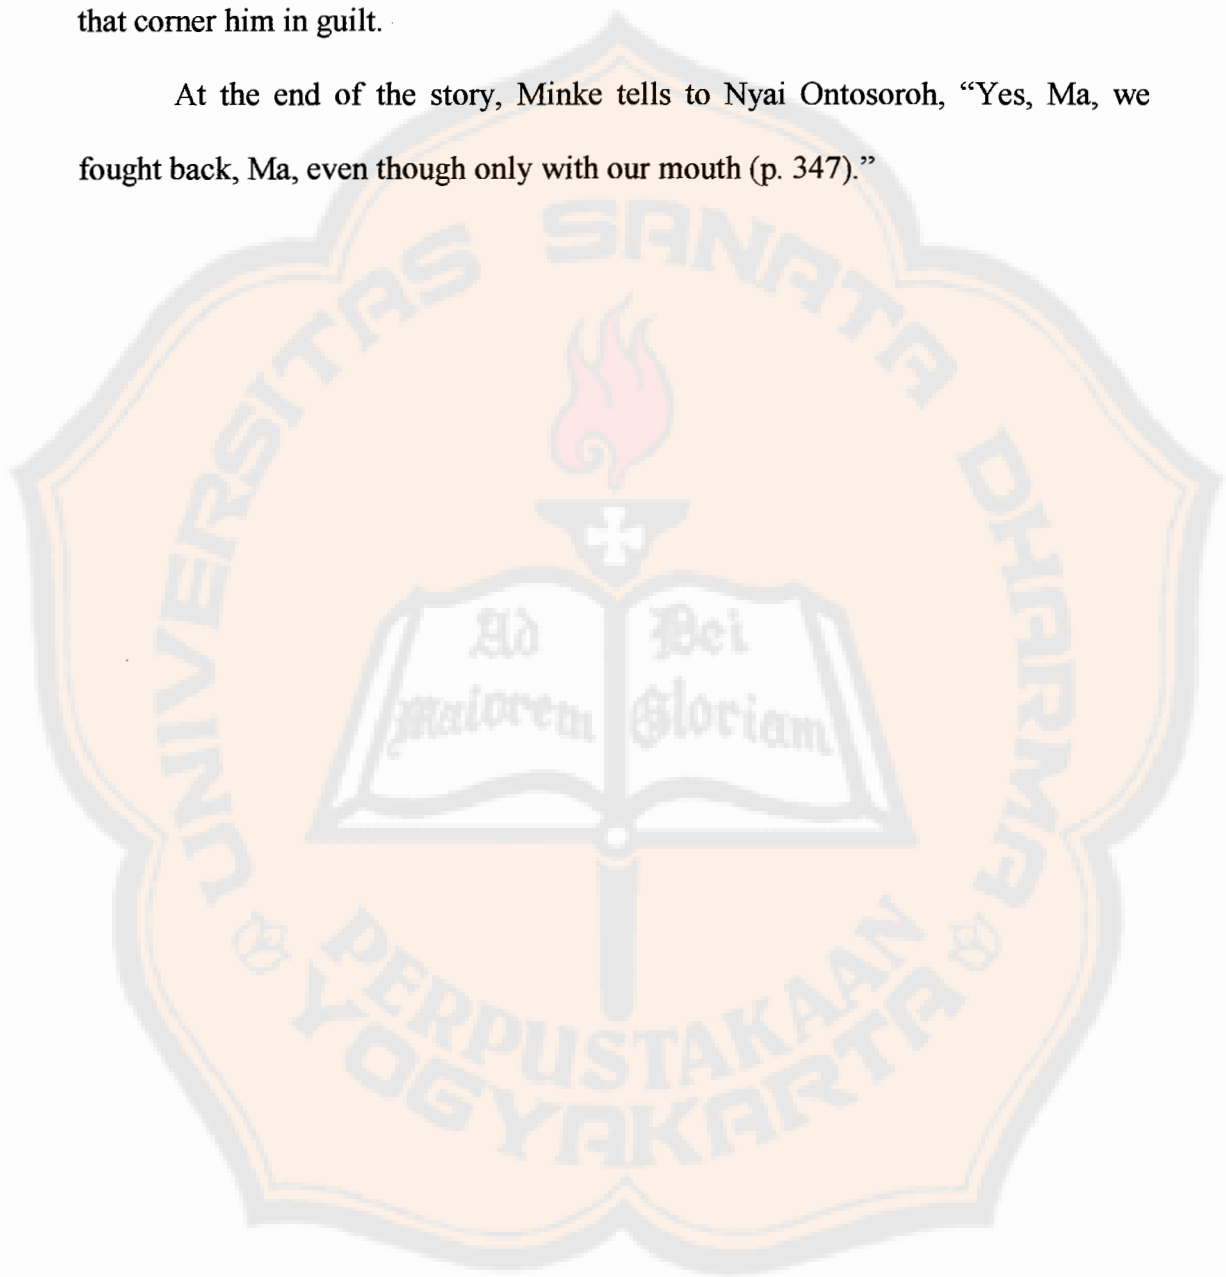 that corner him in guilt.
At the end of the story, Minke tells to Nyai Ontosoroh, “Yes, Ma, we
fought back, Ma, even though only with our mouth (p. 347).”
UNIVERSITAS SANATA DHARMA
Ad Dei
Maiorem Gloriam
PERPUSTAKAAN
YOGYAKARTA